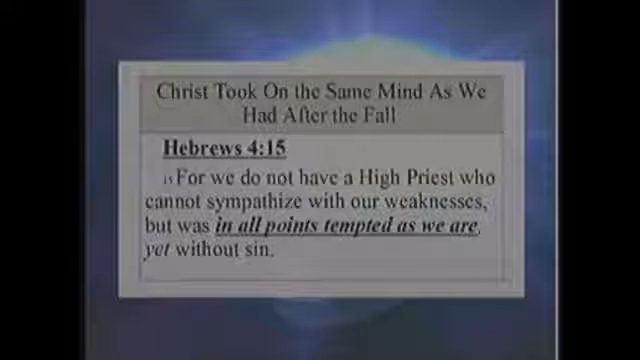 Christ Took On the Same Mind As We
Had After the Fall
Hebrews 4:15
15 For we do not have a High Priest who
cannot sympathize with our weaknesses,
but was in all points tempted as we are,
yet without sin.